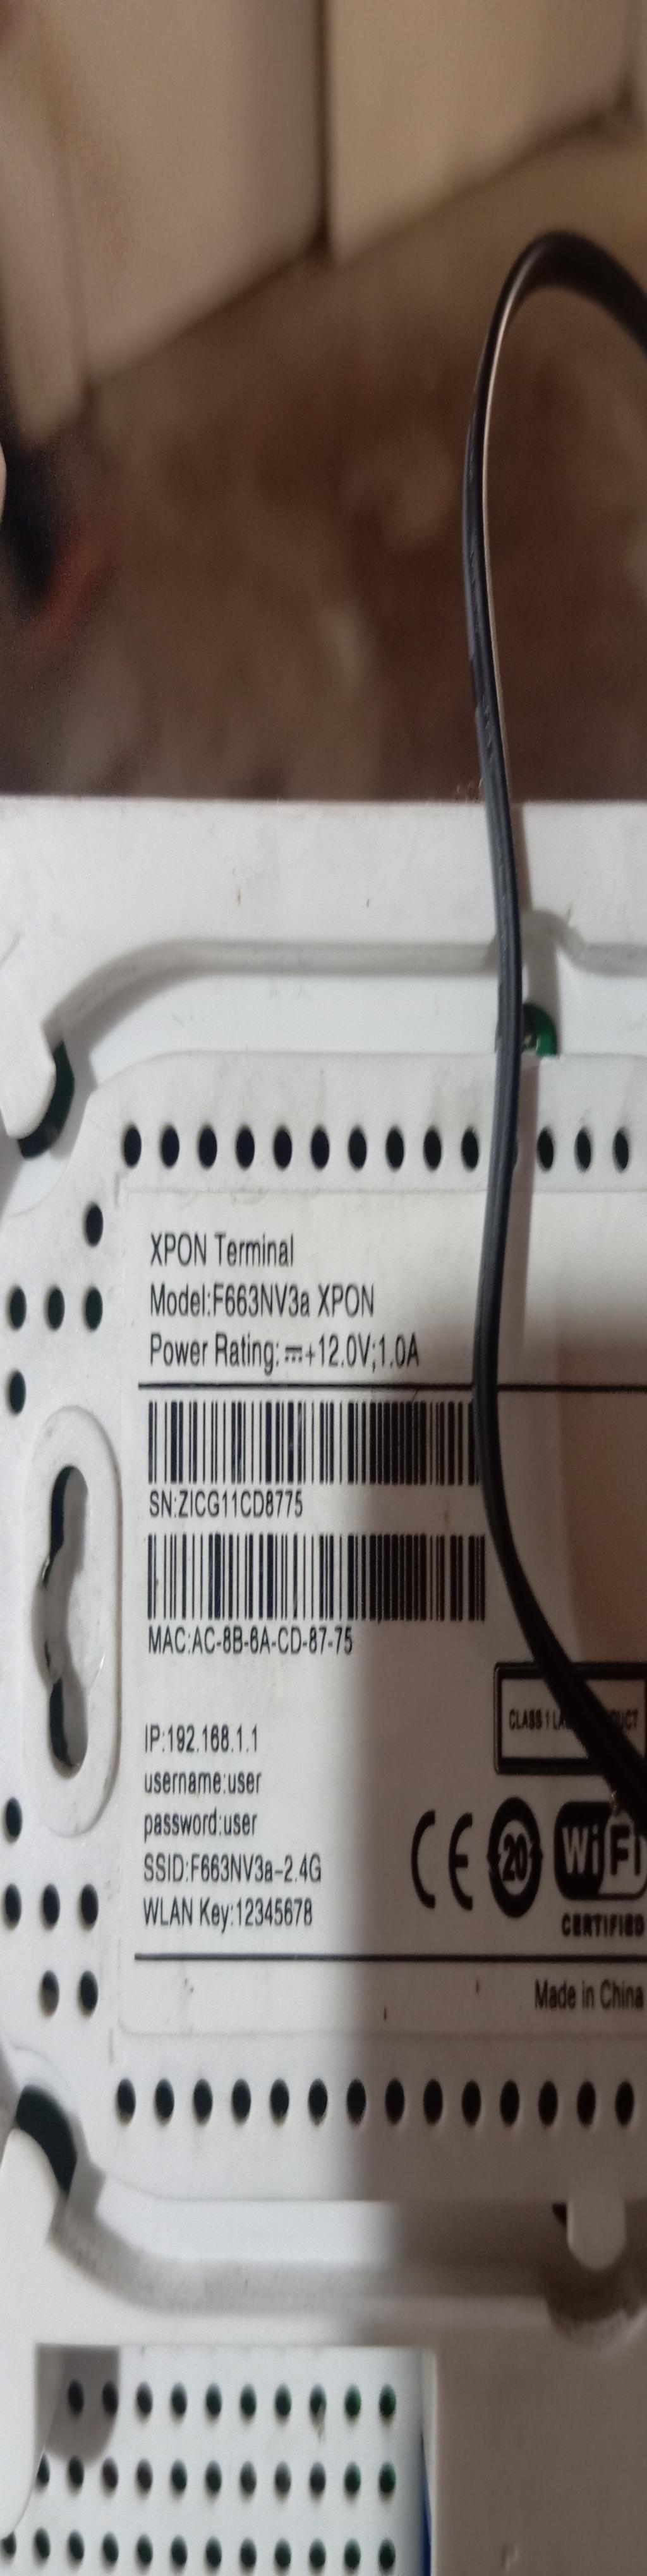 XPON Terminal
Model:F663NV3a XPON
Power Rating: ⎓+12.0V;1.0A
SN:ZICG11CD8775
MAC:AC-8B-6A-CD-87-75
IP:192.168.1.1
username:user
password:user
SSID:F663NV3a-2.4G
WLAN Key:12345678
CLASS 1
CE 20 WiFi
CERTIFIED
Made in China